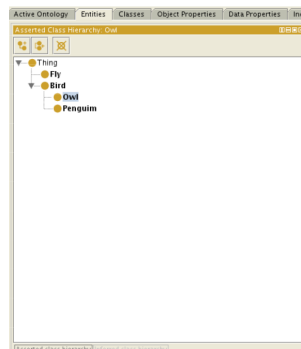 Active Ontology Entities Classes Object Properties Data Properties
Asserted Class Hierarchy: Owl
Thing
Fly
Bird
Owl
Penguim